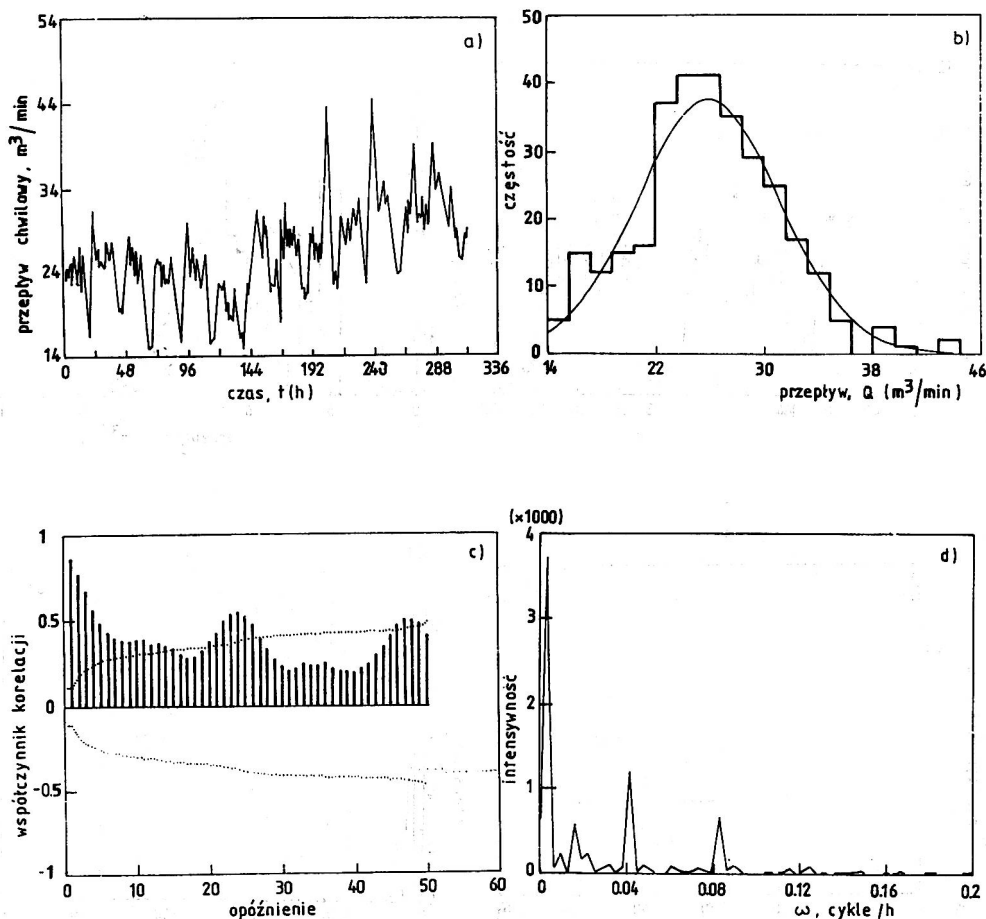 a)
przepływ chwilowy, m³/min
54
44
34
24
14
0 48 96 144 192 240 288 336
czas, t(h)
b)
częstość
50
40
30
20
10
0
14 22 30 38 46
przepływ, Q (m³/min)
c)
współczynnik korelacji
1
0.5
0
-0.5
-1
0 10 20 30 40 50 60
opóźnienie
(×1000)
d)
intensywność
4
3
2
1
0
0 0.04 0.08 0.12 0.16 0.2
ω, cykle/h